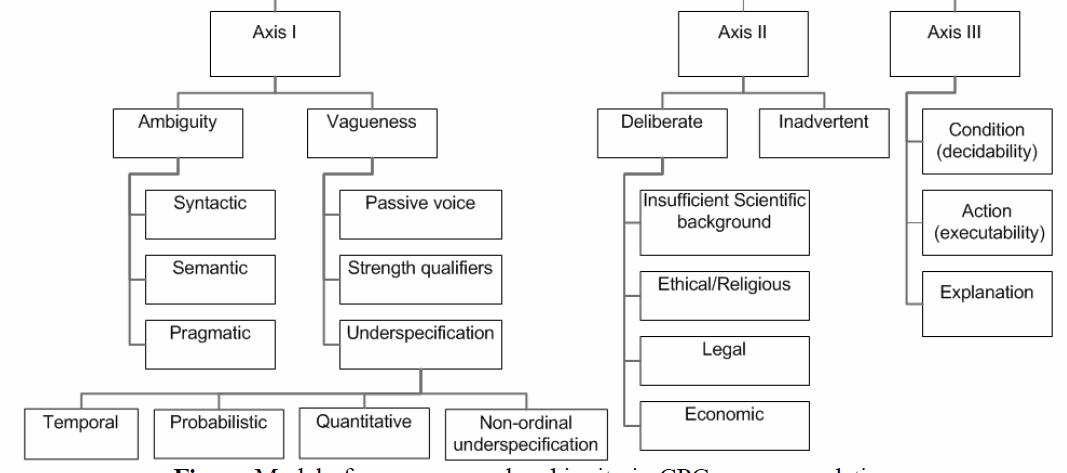 Axis I
Axis II
Axis III
Ambiguity
Vagueness
Deliberate
Inadvertent
Condition
(decidability)
Syntactic
Passive voice
Insufficient Scientific
background
Action
(executability)
Semantic
Strength qualifiers
Ethical/Religious
Explanation
Pragmatic
Underspecification
Legal
Temporal
Probabilistic
Quantitative
Non-ordinal
underspecification
Economic